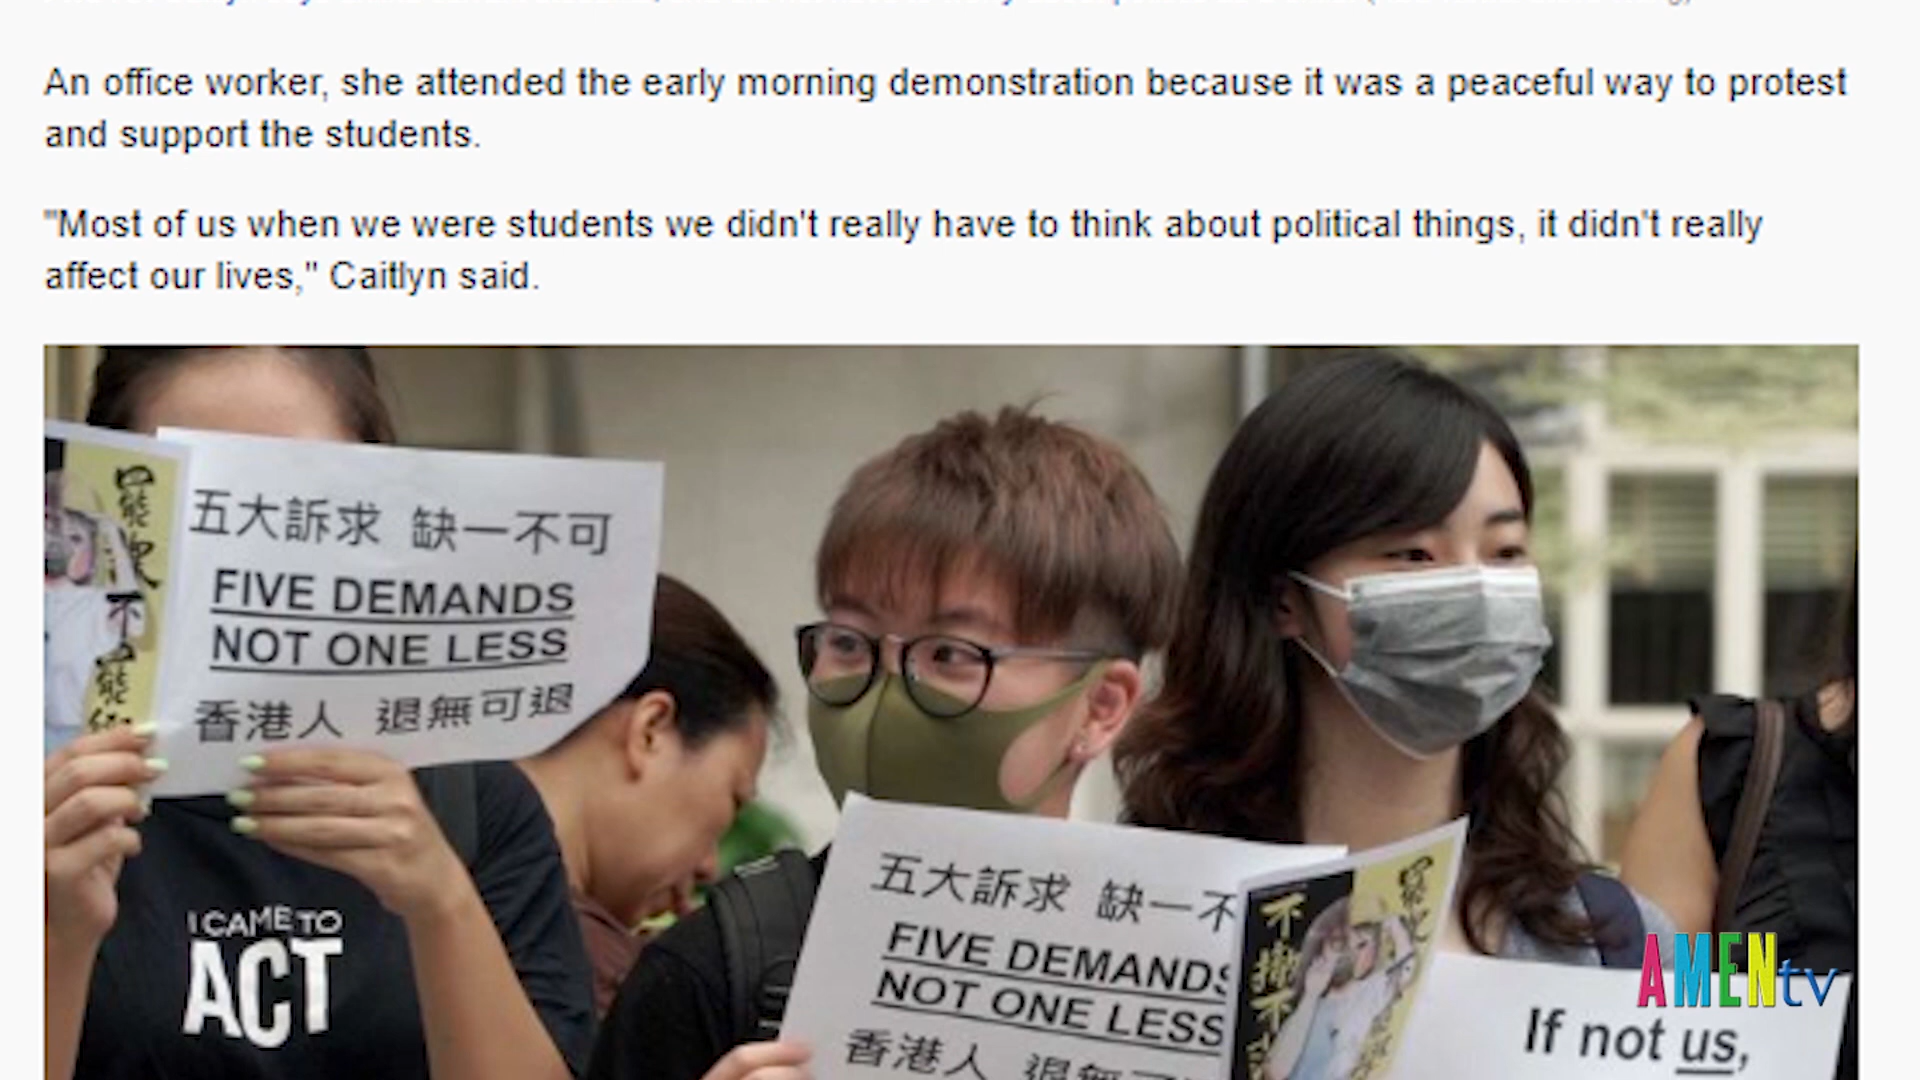 An office worker, she attended the early morning demonstration because it was a peaceful way to protest
and support the students.
"Most of us when we were students we didn't really have to think about political things, it didn't really
affect our lives," Caitlyn said.
五大訴求 缺一不可
FIVE DEMANDS
NOT ONE LESS
香港人 退無可退
I CAME TO
ACT
五大訴求 缺一不
FIVE DEMANDS
NOT ONE LESS
香港人
If not us,
AMENtv